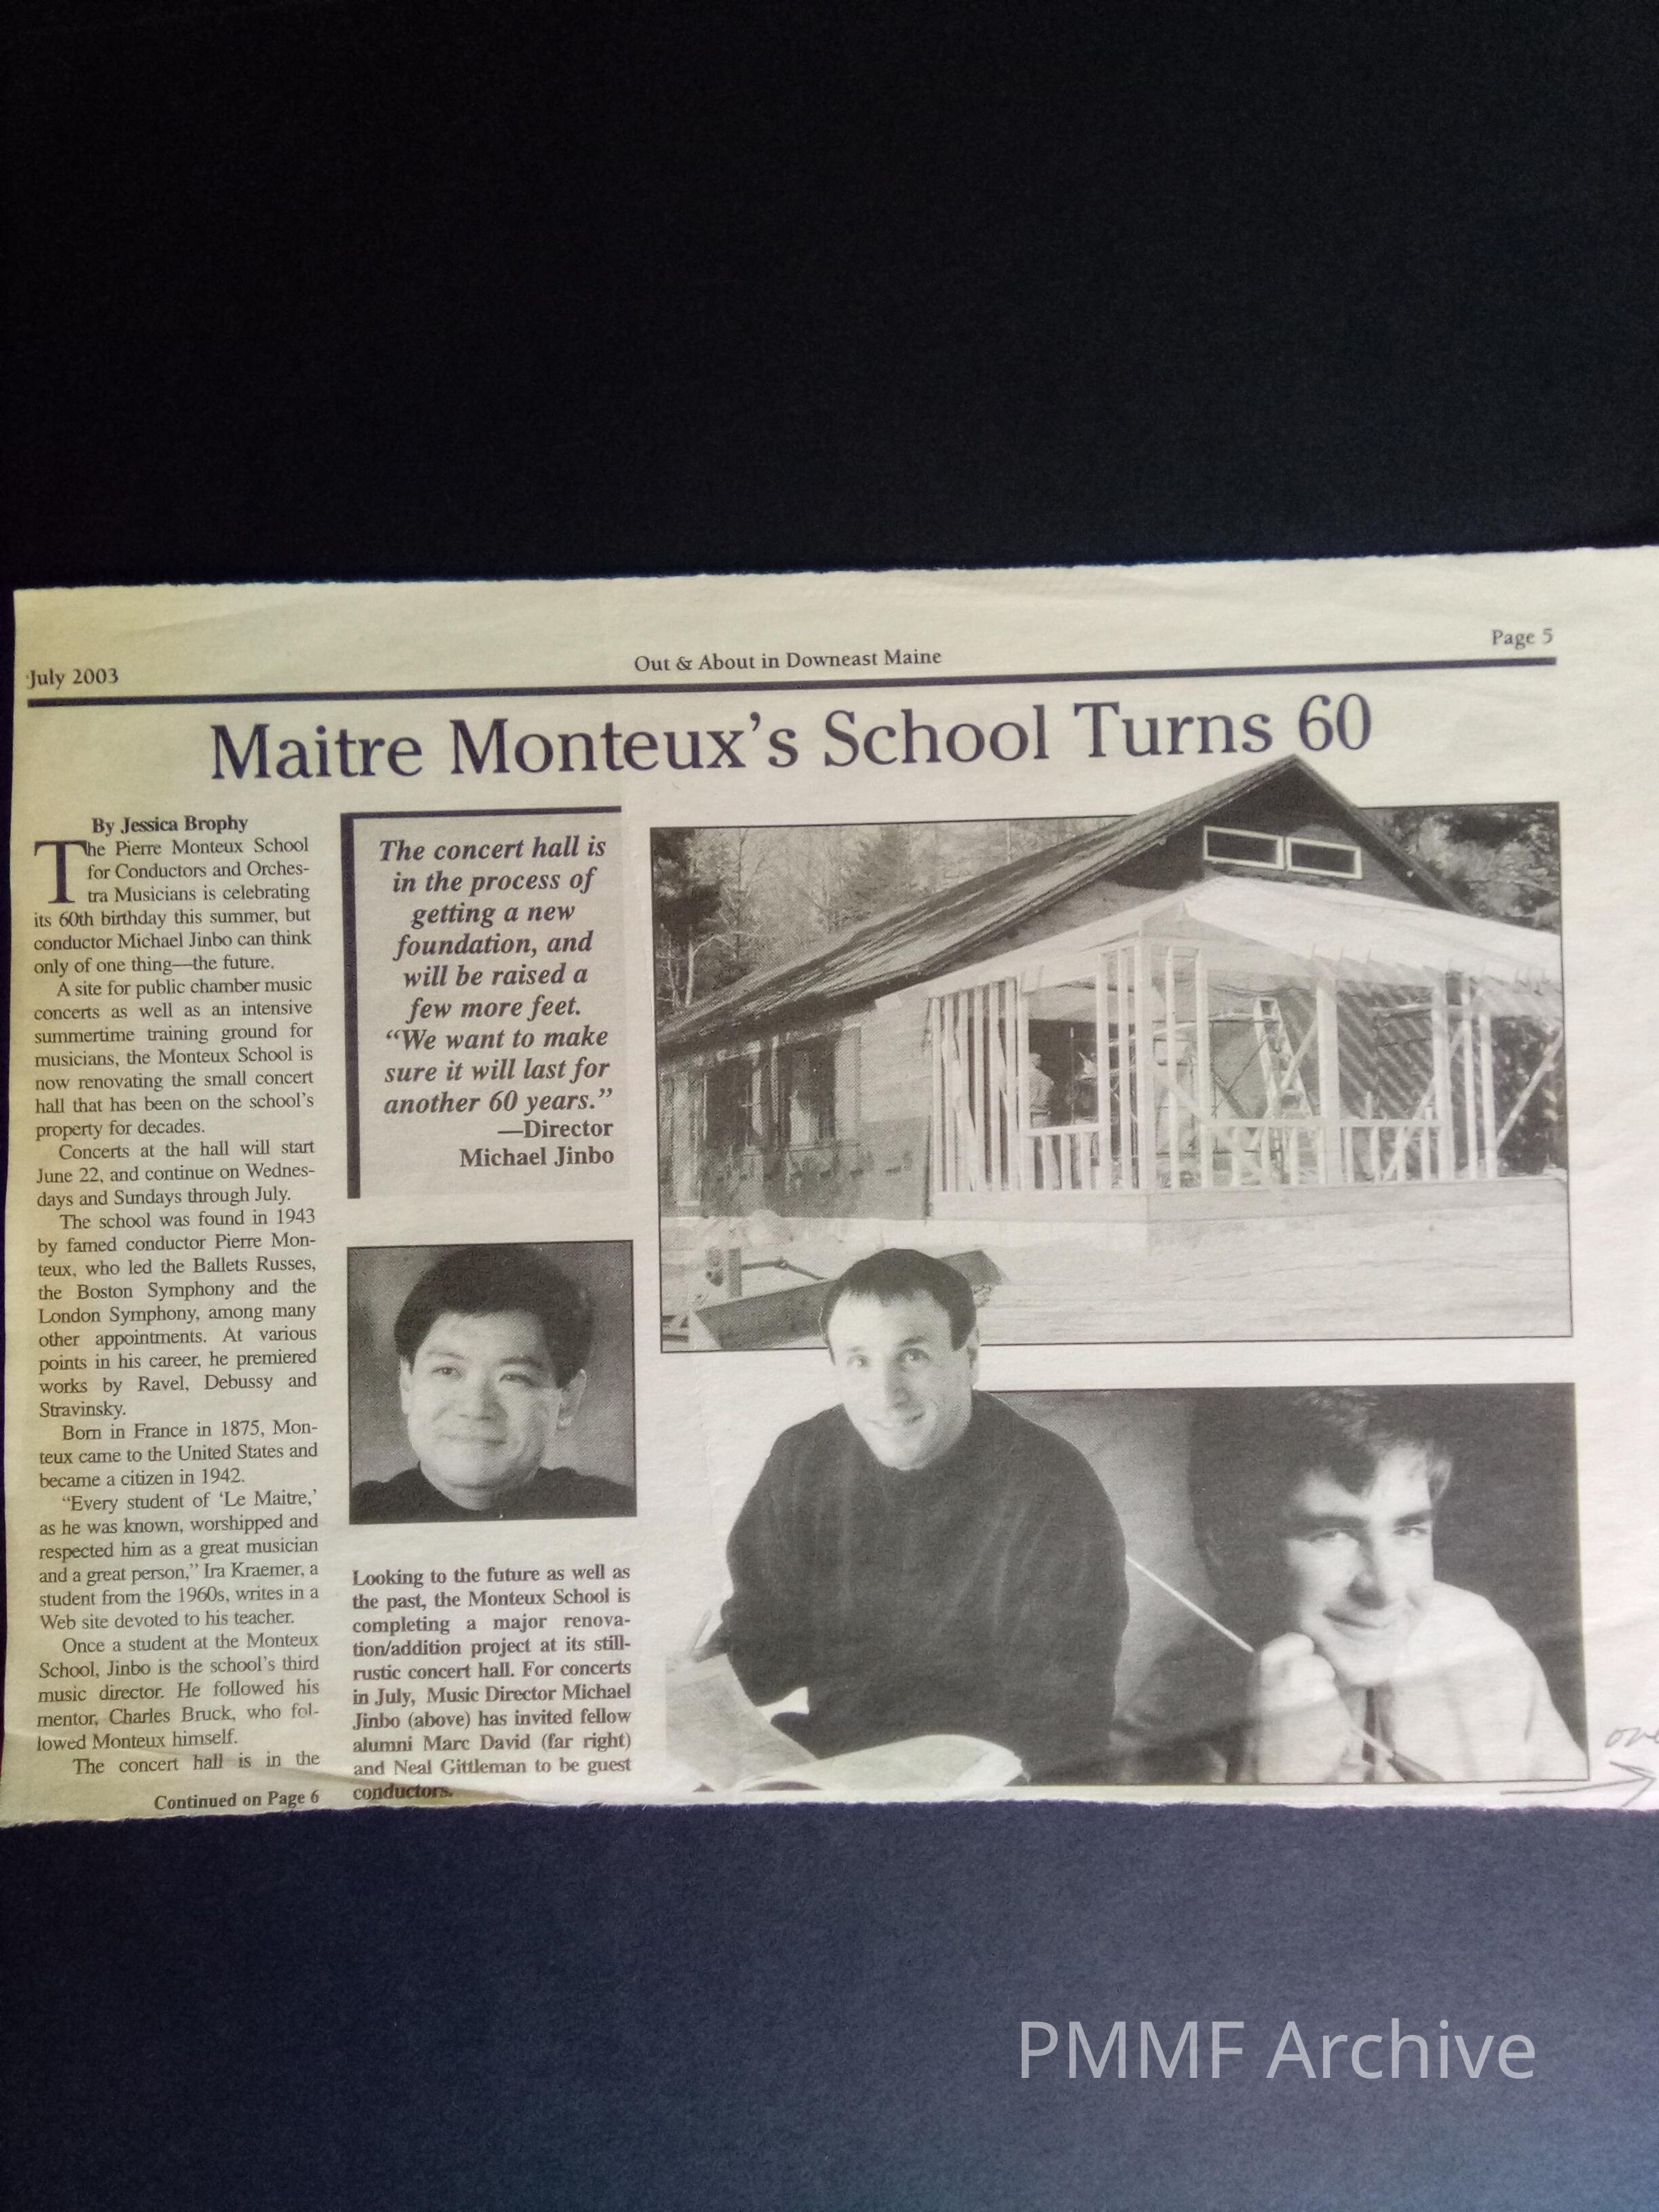 July 2003
Out & About in Downeast Maine
Page 5
Maitre Monteux's School Turns 60
By Jessica Brophy
The Pierre Monteux School
for Conductors and Orches-
tra Musicians is celebrating
its 60th birthday this summer, but
conductor Michael Jinbo can think
only of one thing—the future.
A site for public chamber music
concerts as well as an intensive
summertime training ground for
musicians, the Monteux School is
now renovating the small concert
hall that has been on the school's
property for decades.
Concerts at the hall will start
June 22, and continue on Wednes-
days and Sundays through July.
The school was found in 1943
by famed conductor Pierre Mon-
teux, who led the Ballets Russes,
the Boston Symphony and the
London Symphony, among many
other appointments. At various
points in his career, he premiered
works by Ravel, Debussy and
Stravinsky.
Born in France in 1875, Mon-
teux came to the United States and
became a citizen in 1942.
"Every student of 'Le Maitre,'
as he was known, worshipped and
respected him as a great musician
and a great person," Ira Kraemer, a
student from the 1960s, writes in a
Web site devoted to his teacher.
Once a student at the Monteux
School, Jinbo is the school's third
music director. He followed his
mentor, Charles Bruck, who fol-
lowed Monteux himself.
The concert hall is in the
Continued on Page 6
The concert hall is
in the process of
getting a new
foundation, and
will be raised a
few more feet.
"We want to make
sure it will last for
another 60 years."
—Director
Michael Jinbo
Looking to the future as well as
the past, the Monteux School is
completing a major renova-
tion/addition project at its still-
rustic concert hall. For concerts
in July, Music Director Michael
Jinbo (above) has invited fellow
alumni Marc David (far right)
and Neal Gittleman to be guest
conductors.
PMMF Archive